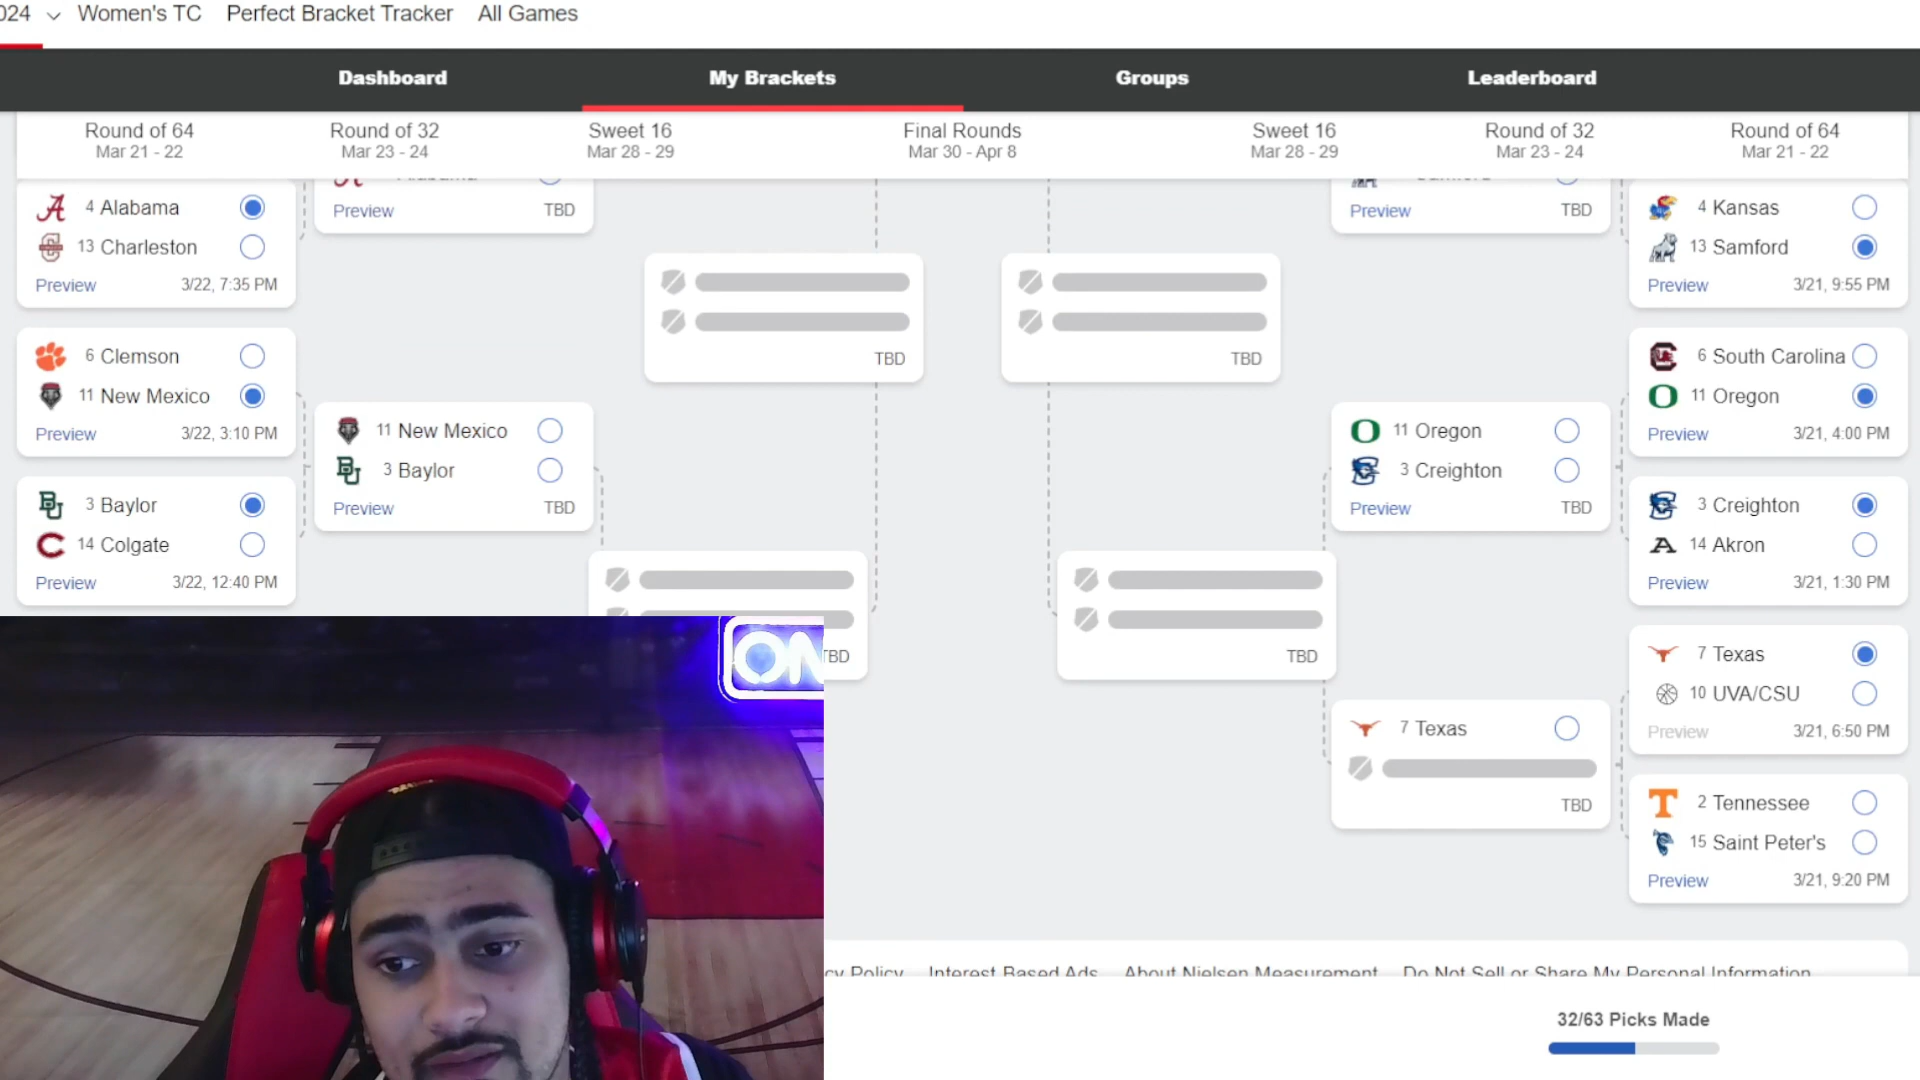 024 Women's TC Perfect Bracket Tracker All Games
Dashboard My Brackets Groups Leaderboard
Round of 64 Round of 32 Sweet 16 Final Rounds Sweet 16 Round of 32 Round of 64
Mar 21 - 22 Mar 23 - 24 Mar 28 - 29 Mar 30 - Apr 8 Mar 28 - 29 Mar 23 - 24 Mar 21 - 22
4 Alabama
13 Charleston
Preview 3/22, 7:35 PM
6 Clemson
11 New Mexico
Preview 3/22, 3:10 PM
3 Baylor
14 Colgate
Preview 3/22, 12:40 PM
Alabama
Preview TBD
11 New Mexico
3 Baylor
Preview TBD
TBD
TBD
TBD
TBD
Samford
Preview TBD
11 Oregon
3 Creighton
Preview TBD
7 Texas
TBD
4 Kansas
13 Samford
Preview 3/21, 9:55 PM
6 South Carolina
11 Oregon
Preview 3/21, 4:00 PM
3 Creighton
14 Akron
Preview 3/21, 1:30 PM
7 Texas
10 UVA/CSU
Preview 3/21, 6:50 PM
2 Tennessee
15 Saint Peter's
Preview 3/21, 9:20 PM
ON
cy Policy Interest Based Ads About Nielsen Measurement Do Not Sell or Share My Personal Information
32/63 Picks Made